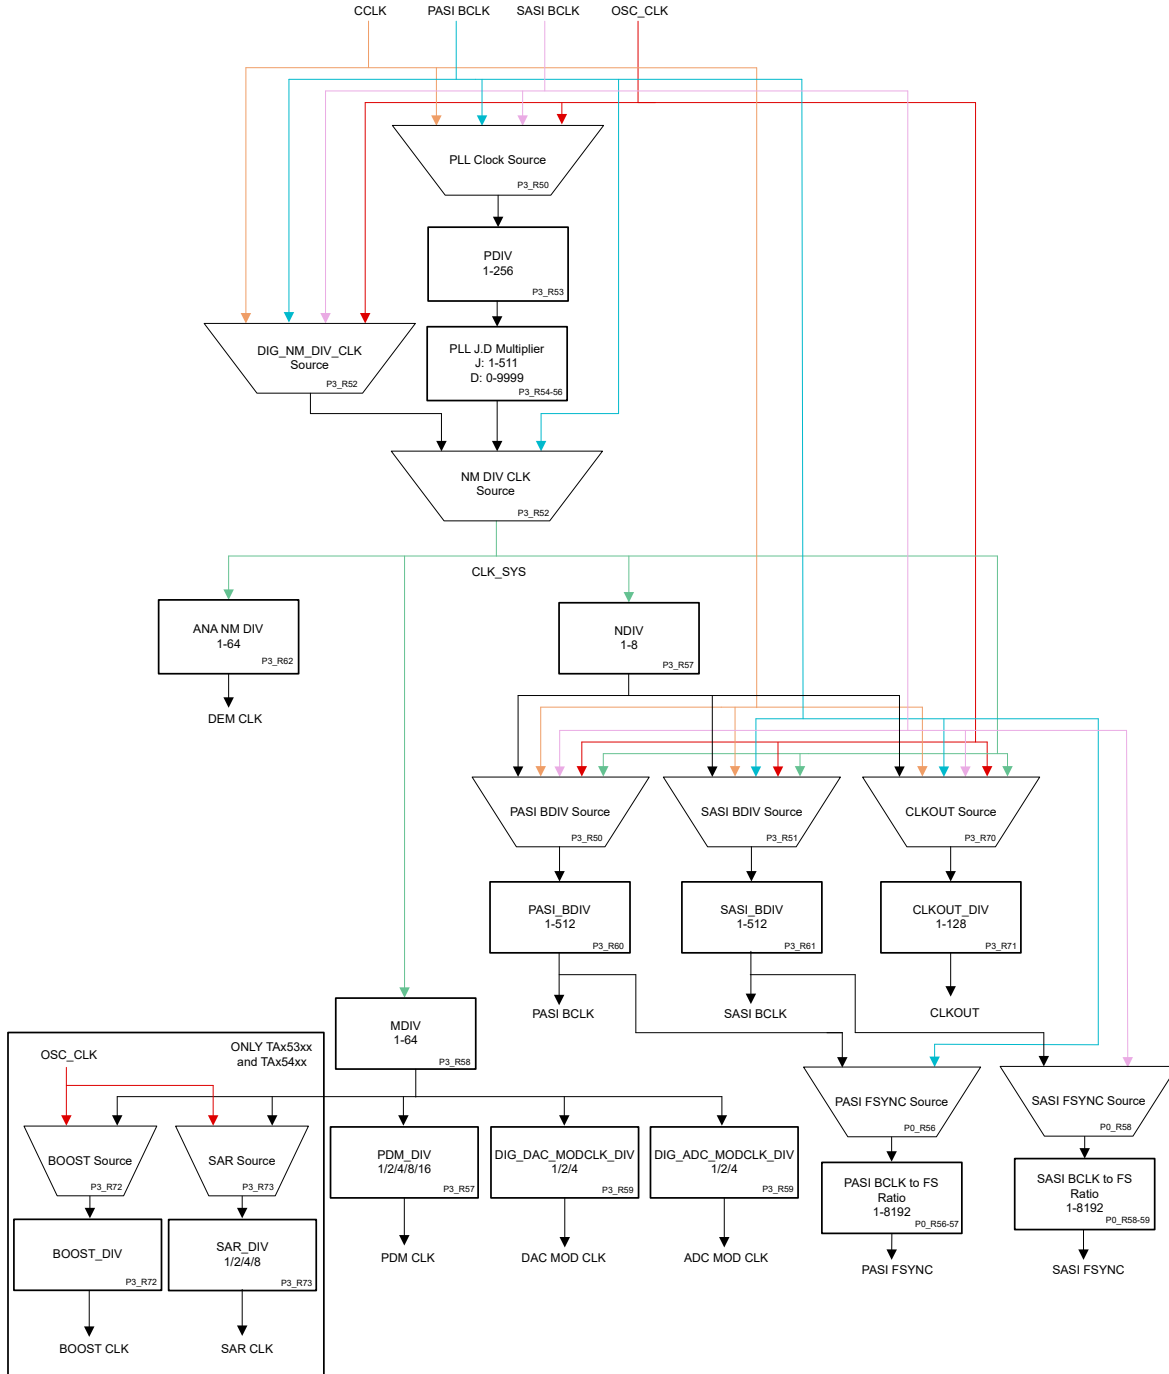 CCLK
PASI BCLK
SASI BCLK
OSC_CLK
PLL Clock Source
P3_R50
PDIV
1-256
P3_R53
DIG_NM_DIV_CLK
Source
P3_R52
PLL J.D Multiplier
J: 1-511
D: 0-9999
P3_R54-56
NM DIV CLK
Source
P3_R52
CLK_SYS
ANA NM DIV
1-64
P3_R62
DEM CLK
NDIV
1-8
P3_R57
PASI BDIV Source
P3_R50
SASI BDIV Source
P3_R51
CLKOUT Source
P3_R70
PASI_BDIV
1-512
P3_R60
SASI_BDIV
1-512
P3_R61
CLKOUT_DIV
1-128
P3_R71
PASI BCLK
SASI BCLK
CLKOUT
MDIV
1-64
P3_R58
OSC_CLK
ONLY TAx53xx
and TAx54xx
PASI FSYNC Source
P0_R56
SASI FSYNC Source
P0_R58
BOOST Source
P3_R72
SAR Source
P3_R73
PDM_DIV
1/2/4/8/16
P3_R57
DIG_DAC_MODCLK_DIV
1/2/4
P3_R59
DIG_ADC_MODCLK_DIV
1/2/4
P3_R59
PASI BCLK to FS
Ratio
1-8192
P0_R56-57
SASI BCLK to FS
Ratio
1-8192
P0_R58-59
BOOST_DIV
P3_R72
SAR_DIV
1/2/4/8
P3_R73
PDM CLK
DAC MOD CLK
ADC MOD CLK
PASI FSYNC
SASI FSYNC
BOOST CLK
SAR CLK